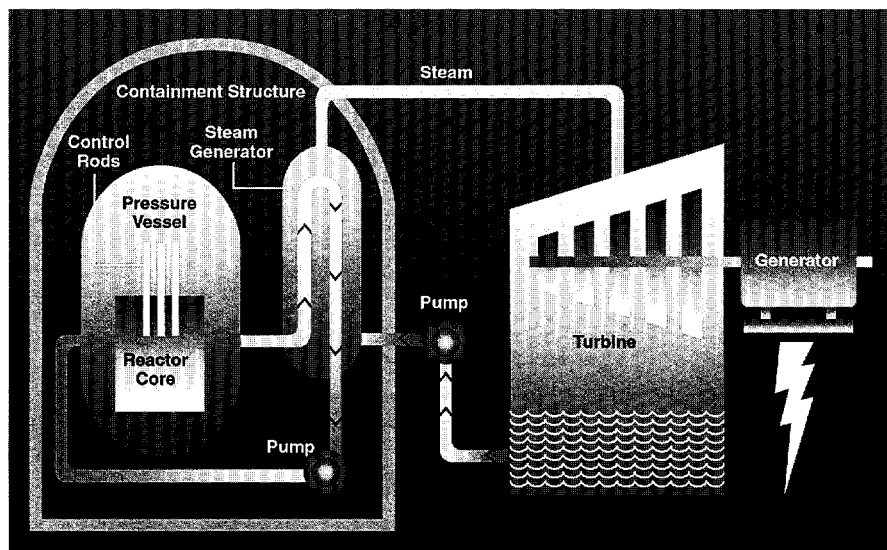 Steam
Containment Structure
Control
Rods
Steam
Generator
Pressure
Vessel
Generator
Pump
Turbine
Reactor
Core
Pump